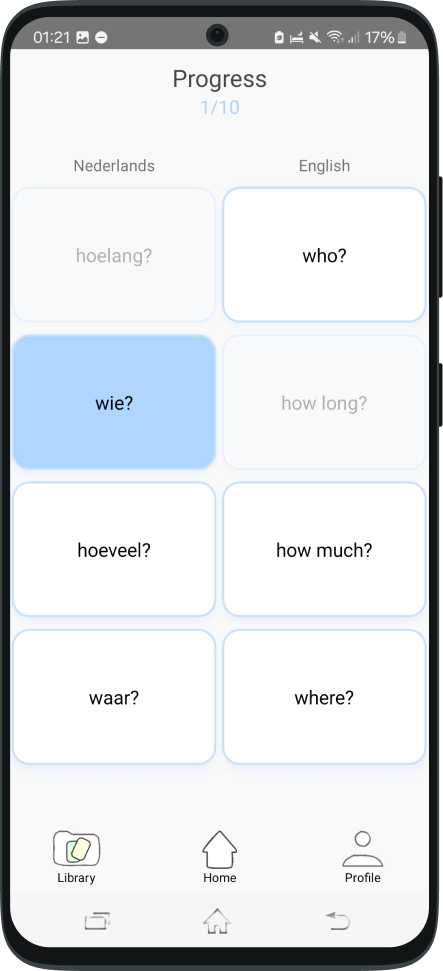 01:21 17%
Progress
1/10
Nederlands English
hoelang? who?
wie? how long?
hoeveel? how much?
waar? where?
Library Home Profile